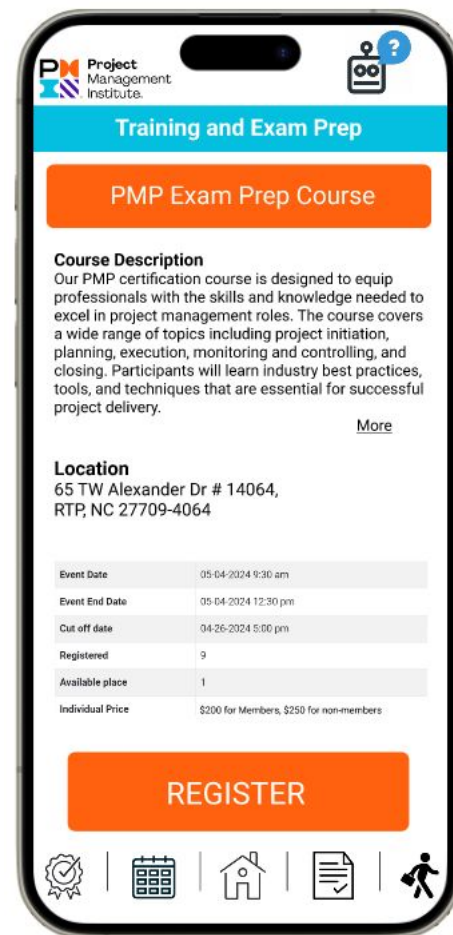 Project
Management
Institute.
?
Training and Exam Prep
PMP Exam Prep Course
Course Description
Our PMP certification course is designed to equip
professionals with the skills and knowledge needed to
excel in project management roles. The course covers
a wide range of topics including project initiation,
planning, execution, monitoring and controlling, and
closing. Participants will learn industry best practices,
tools, and techniques that are essential for successful
project delivery.
More
Location
65 TW Alexander Dr # 14064,
RTP, NC 27709-4064
Event Date 05-04-2024 9:30 am
Event End Date 05-04-2024 12:30 pm
Cut off date 04-26-2024 5:00 pm
Registered 9
Available place 1
Individual Price $200 for Members, $250 for non-members
REGISTER